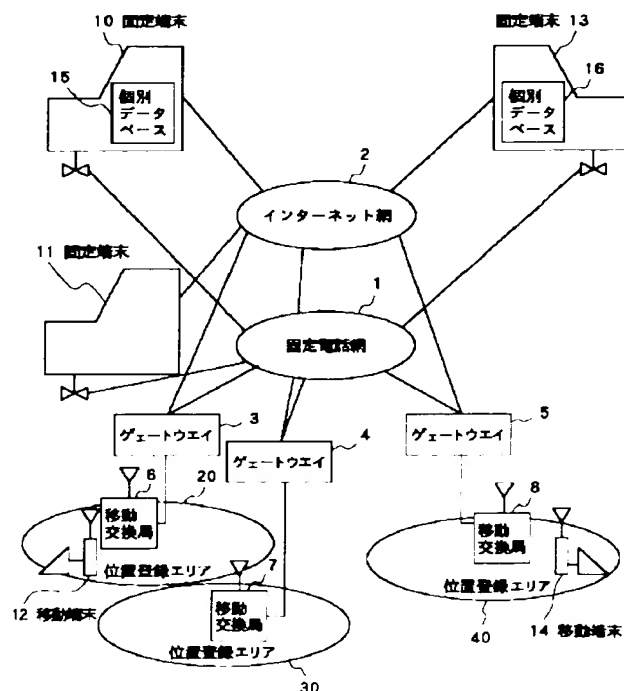 10 固定端末
固定端末 13
15
個別
データ
ベース
16
個別
データ
ベース
2
インターネット網
11 固定端末
1
固定電話網
3
ゲートウエイ
4
ゲートウエイ
5
ゲートウエイ
6
20
移動
交換局
位置登録エリア
12 移動端末
7
移動
交換局
位置登録エリア
30
8
移動
交換局
位置登録エリア
40
14 移動端末